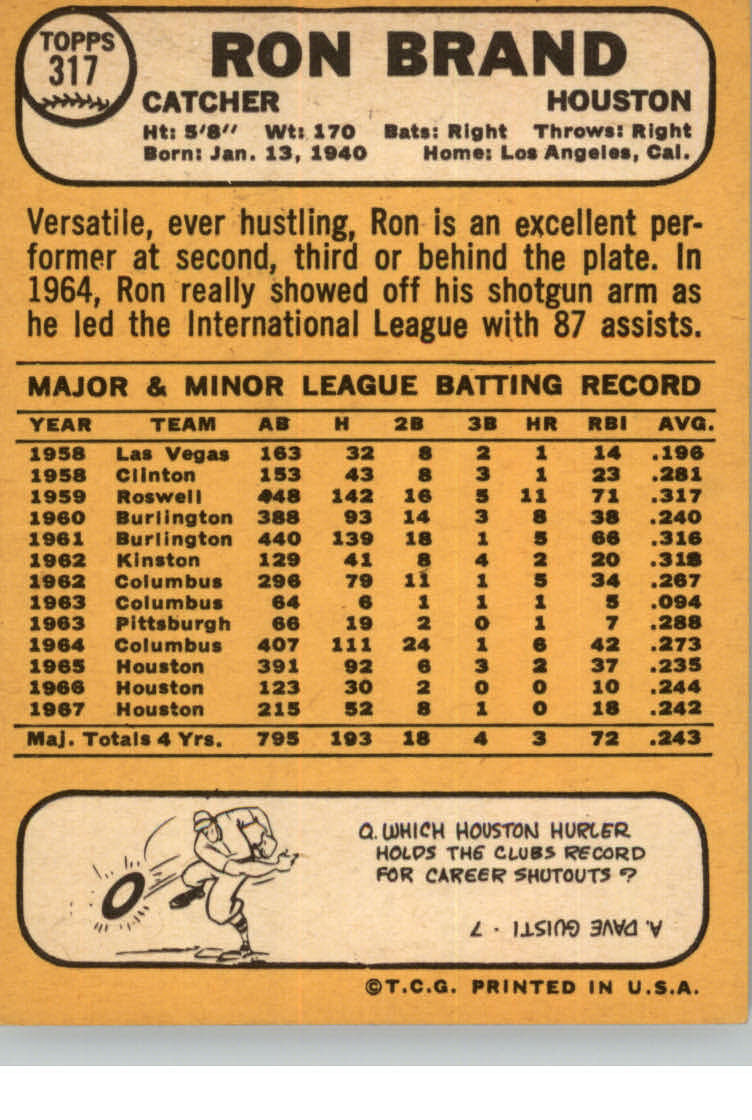 TOPPS
317
RON BRAND
CATCHER HOUSTON
Ht: 5'8" Wt: 170 Bats: Right Throws: Right
Born: Jan. 13, 1940 Home: Los Angeles, Cal.
Versatile, ever hustling, Ron is an excellent per-
former at second, third or behind the plate. In
1964, Ron really showed off his shotgun arm as
he led the International League with 87 assists.
MAJOR & MINOR LEAGUE BATTING RECORD
YEAR TEAM AB H 2B 3B HR RBI AVG.
1958 Las Vegas 163 32 8 2 1 14 .196
1958 Clinton 153 43 8 3 1 23 .281
1959 Roswell 448 142 16 5 11 71 .317
1960 Burlington 388 93 14 3 8 38 .240
1961 Burlington 440 139 18 1 5 66 .316
1962 Kinston 129 41 8 4 2 20 .318
1962 Columbus 296 79 11 1 5 34 .267
1963 Columbus 64 6 1 1 1 5 .094
1963 Pittsburgh 66 19 2 0 1 7 .288
1964 Columbus 407 111 24 1 6 42 .273
1965 Houston 391 92 6 3 2 37 .235
1966 Houston 123 30 2 0 0 10 .244
1967 Houston 215 52 8 1 0 18 .242
Maj. Totals 4 Yrs. 795 193 18 4 3 72 .243
Q. WHICH HOUSTON HURLER
HOLDS THE CLUBS RECORD
FOR CAREER SHUTOUTS ?
A. DAVE GUISTI - 7
©T.C.G. PRINTED IN U.S.A.